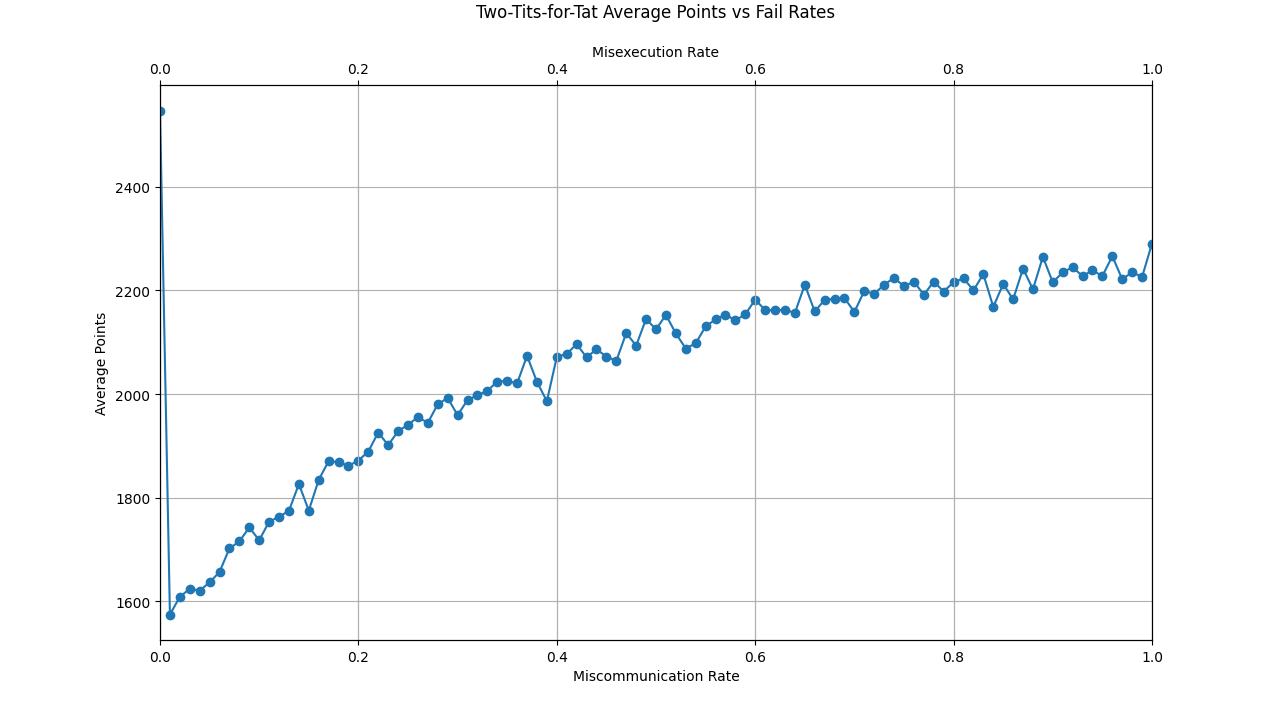 Two-Tits-for-Tat Average Points vs Fail Rates
Misexecution Rate
0.0 0.2 0.4 0.6 0.8 1.0
Average Points
2400
2200
2000
1800
1600
0.0 0.2 0.4 0.6 0.8 1.0
Miscommunication Rate